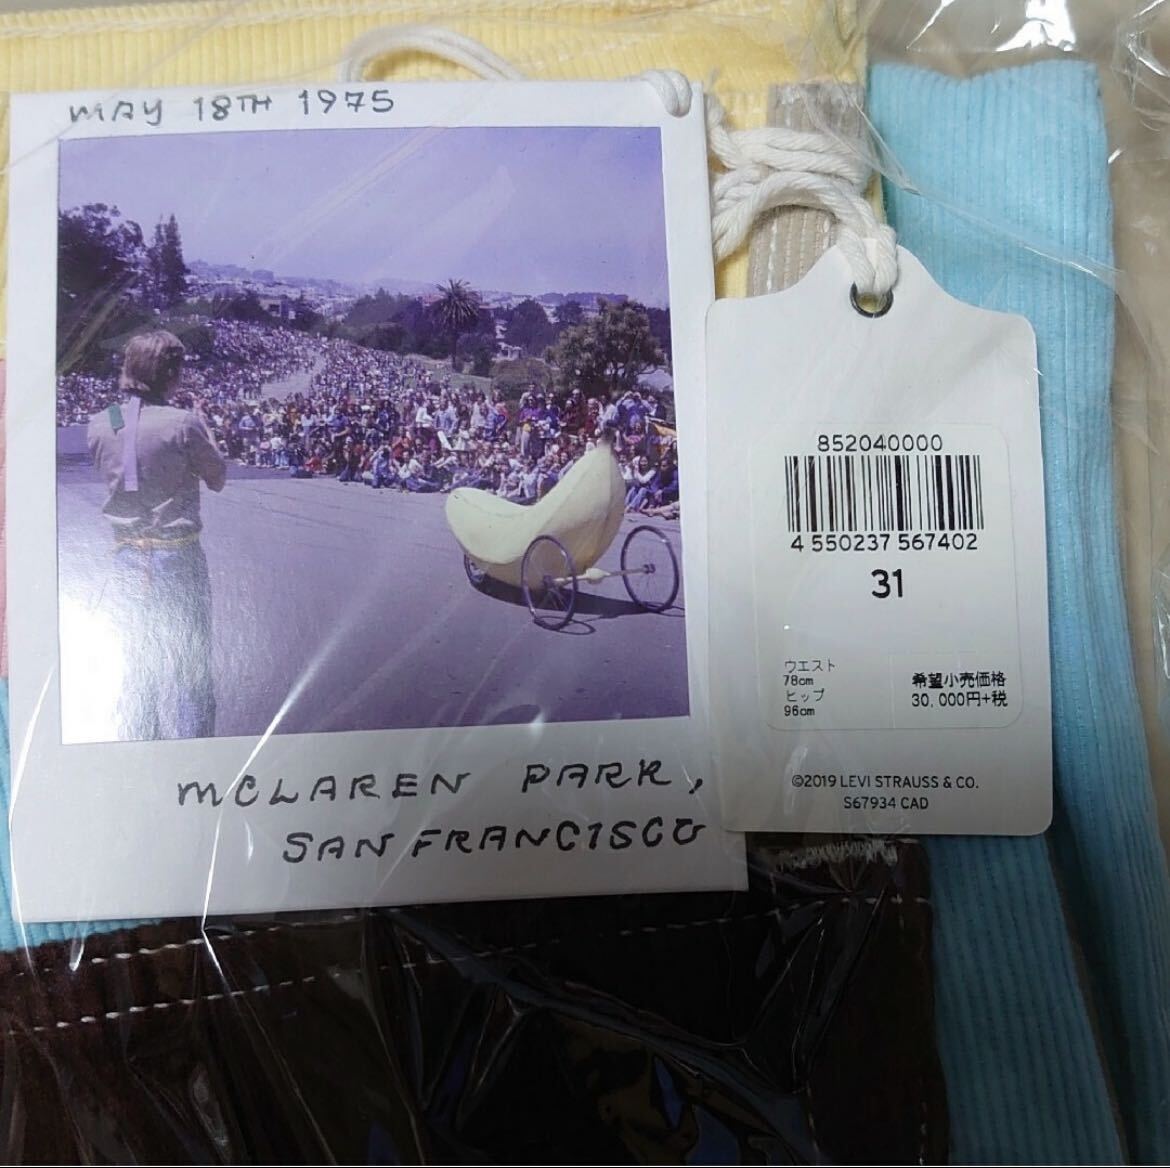 MAY 18TH 1975
MCLAREN PARK,
SAN FRANCISCO
852040000
4 550237 567402
31
ウエスト
78cm
ヒップ
96cm
希望小売価格
30,000円+税
©2019 LEVI STRAUSS & CO.
S67934 CAD